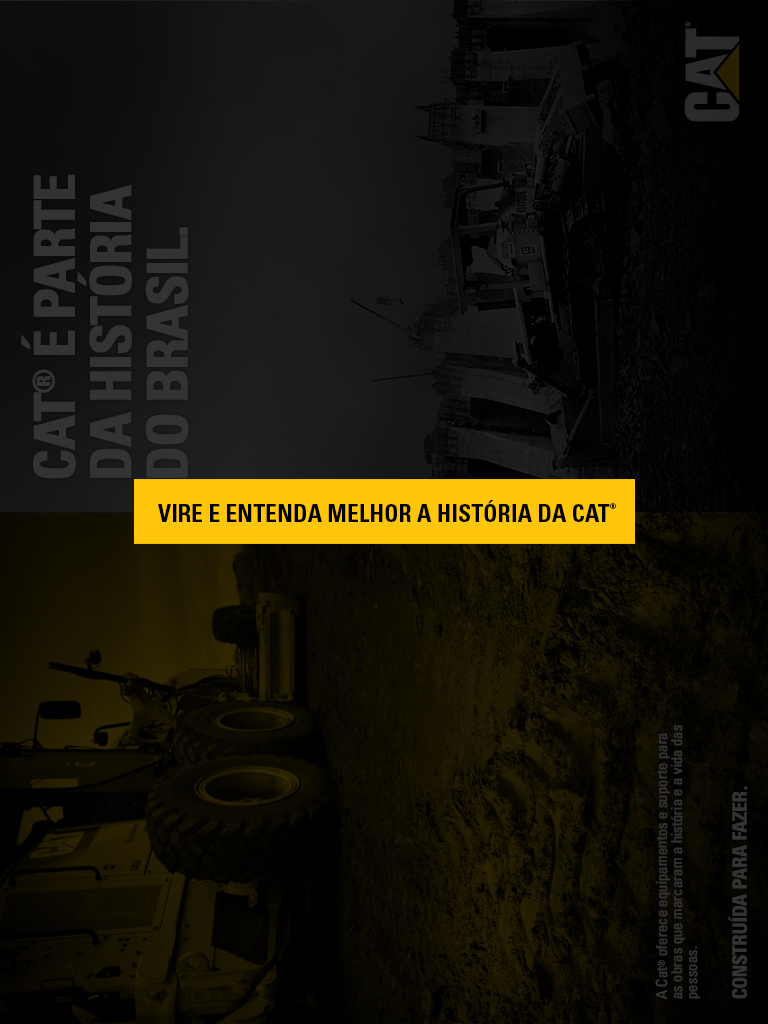 CAT®
CAT® É PARTE
DA HISTÓRIA
DO BRASIL.
VIRE E ENTENDA MELHOR A HISTÓRIA DA CAT®
A Cat® oferece equipamentos e suporte para
as obras que marcaram a história e a vida das
pessoas.
CONSTRUÍDA PARA FAZER.